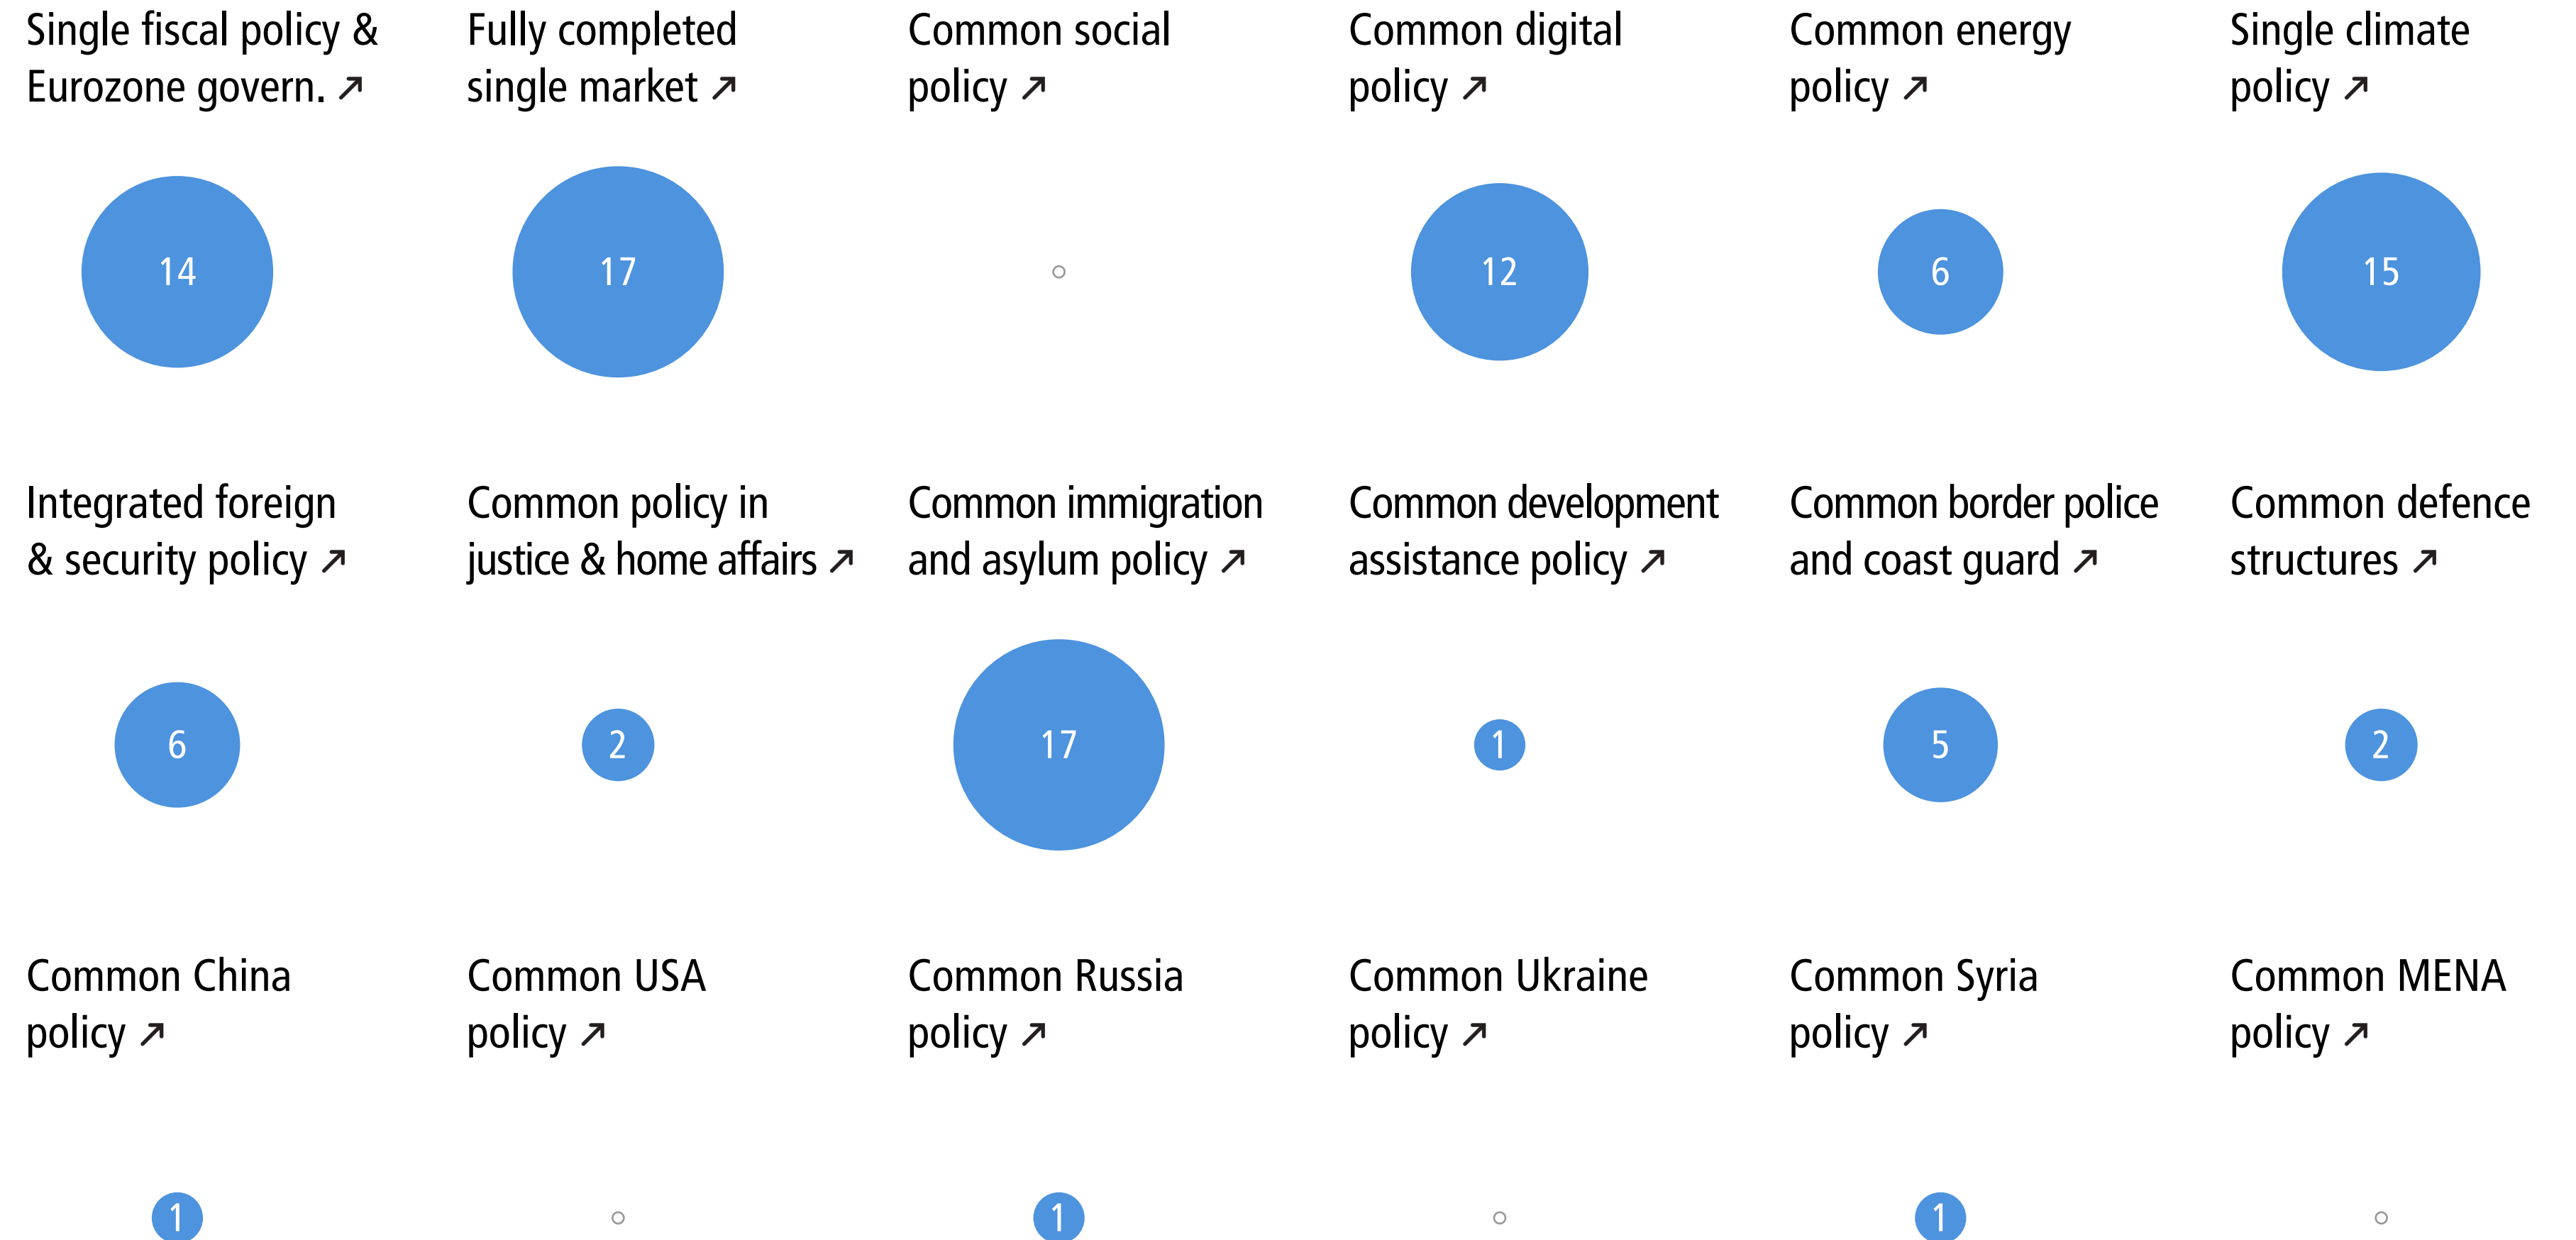 Single fiscal policy &
Eurozone govern. ↗
Fully completed
single market ↗
Common social
policy ↗
Common digital
policy ↗
Common energy
policy ↗
Single climate
policy ↗
14
17
12
6
15
Integrated foreign
& security policy ↗
Common policy in
justice & home affairs ↗
Common immigration
and asylum policy ↗
Common development
assistance policy ↗
Common border police
and coast guard ↗
Common defence
structures ↗
6
2
17
1
5
2
Common China
policy ↗
Common USA
policy ↗
Common Russia
policy ↗
Common Ukraine
policy ↗
Common Syria
policy ↗
Common MENA
policy ↗
1
1
1